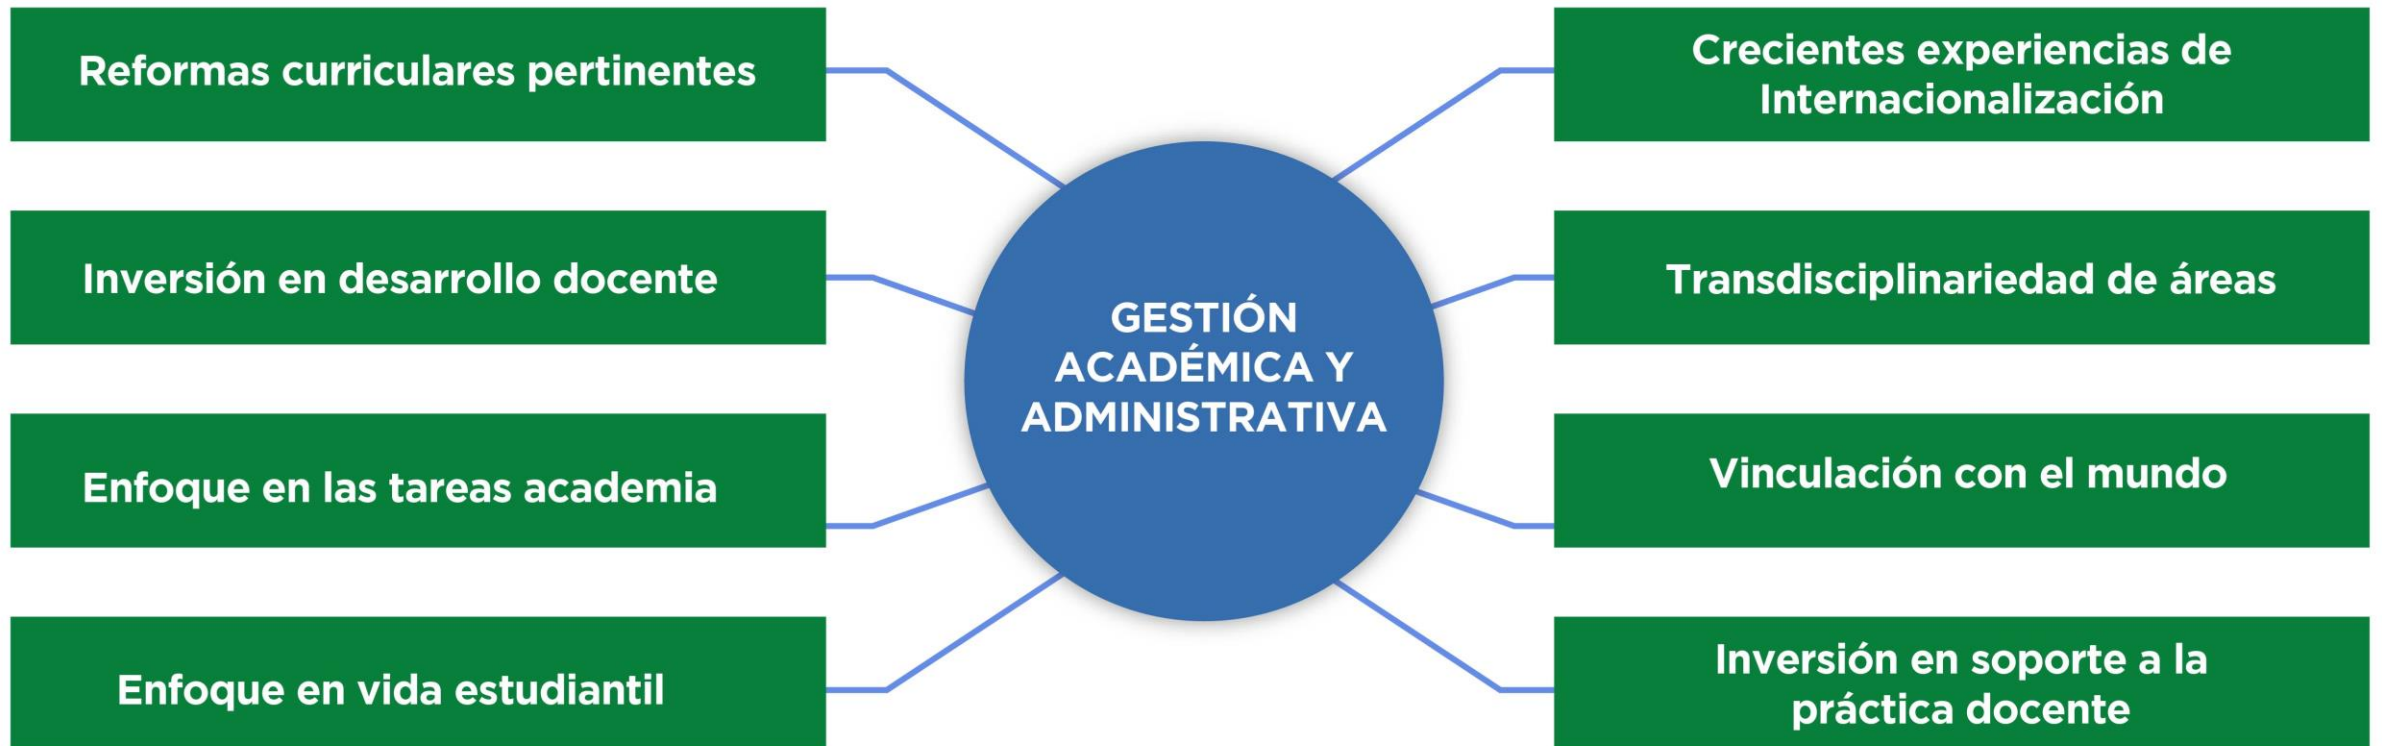 Reformas curriculares pertinentes
Inversión en desarrollo docente
Enfoque en las tareas academia
Enfoque en vida estudiantil
GESTIÓN
ACADÉMICA Y
ADMINISTRATIVA
Crecientes experiencias de
Internacionalización
Transdisciplinariedad de áreas
Vinculación con el mundo
Inversión en soporte a la
práctica docente